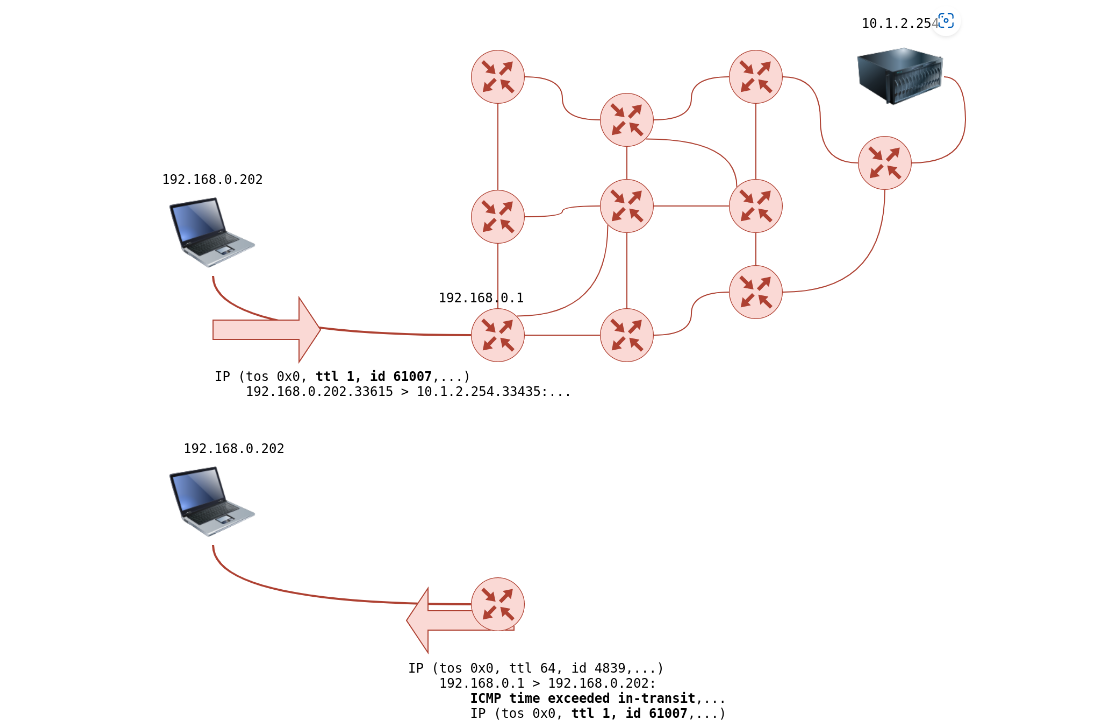 10.1.2.254
192.168.0.202
192.168.0.1
IP (tos 0x0, ttl 1, id 61007,...)
192.168.0.202.33615 > 10.1.2.254.33435:...
192.168.0.202
IP (tos 0x0, ttl 64, id 4839,...)
192.168.0.1 > 192.168.0.202:
ICMP time exceeded in-transit,...
IP (tos 0x0, ttl 1, id 61007,...)